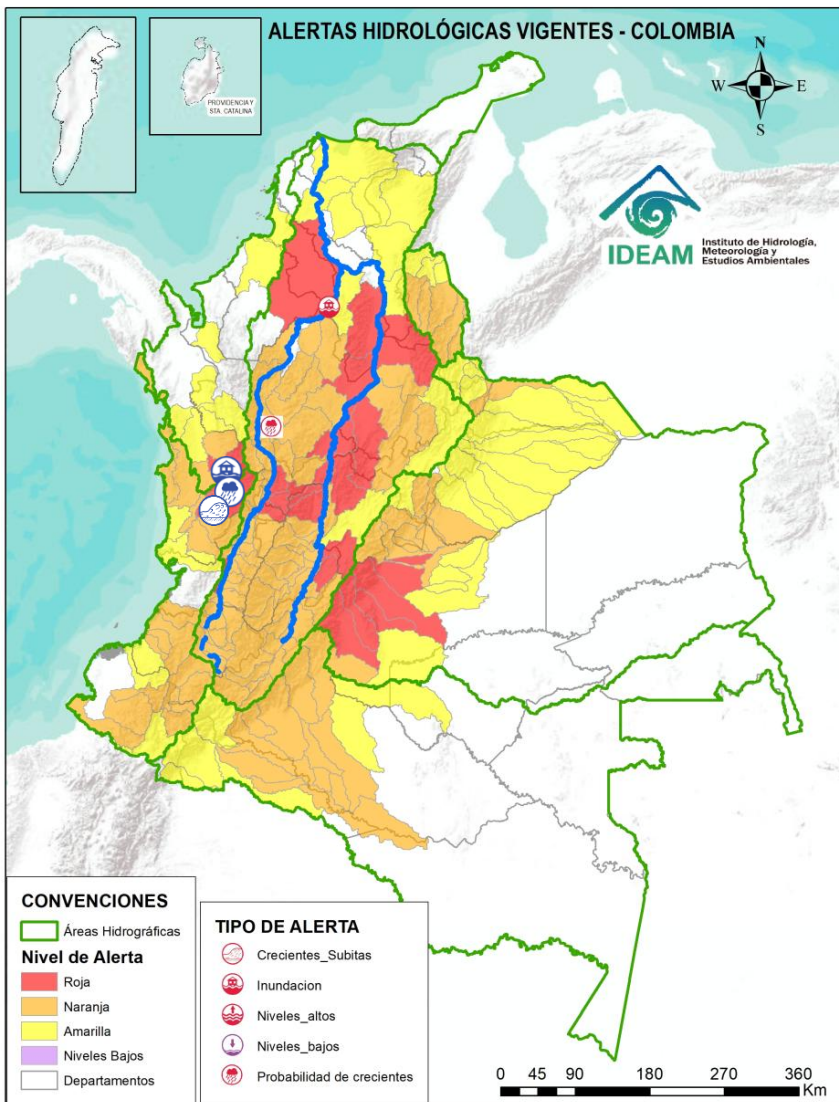 ALERTAS HIDROLÓGICAS VIGENTES - COLOMBIA
PROVIDENCIA Y
STA. CATALINA
N
W
E
S
IDEAM
Instituto de Hidrología,
Meteorología y
Estudios Ambientales
CONVENCIONES
Áreas Hidrográficas
Nivel de Alerta
Roja
Naranja
Amarilla
Niveles Bajos
Departamentos
TIPO DE ALERTA
Crecientes_Subitas
Inundacion
Niveles_altos
Niveles_bajos
Probabilidad de crecientes
0 45 90 180 270 360
Km